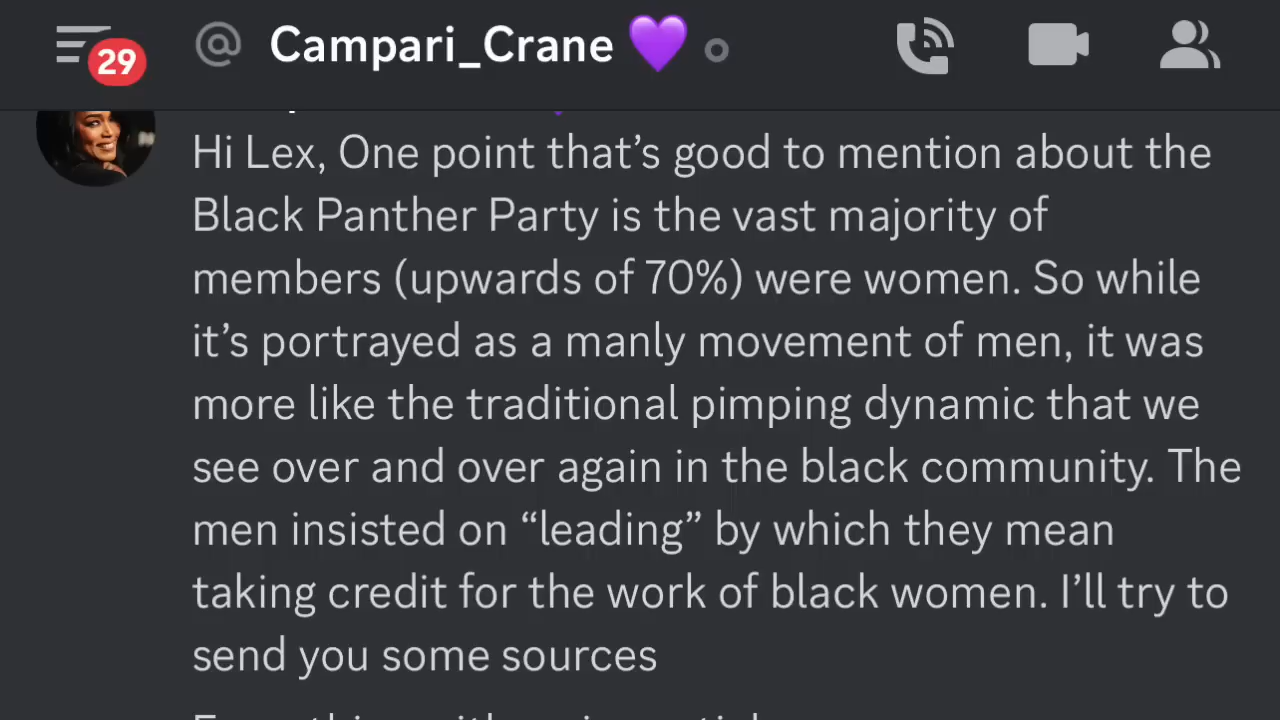 29
@ Campari_Crane 💜
Hi Lex, One point that’s good to mention about the
Black Panther Party is the vast majority of
members (upwards of 70%) were women. So while
it’s portrayed as a manly movement of men, it was
more like the traditional pimping dynamic that we
see over and over again in the black community. The
men insisted on “leading” by which they mean
taking credit for the work of black women. I’ll try to
send you some sources